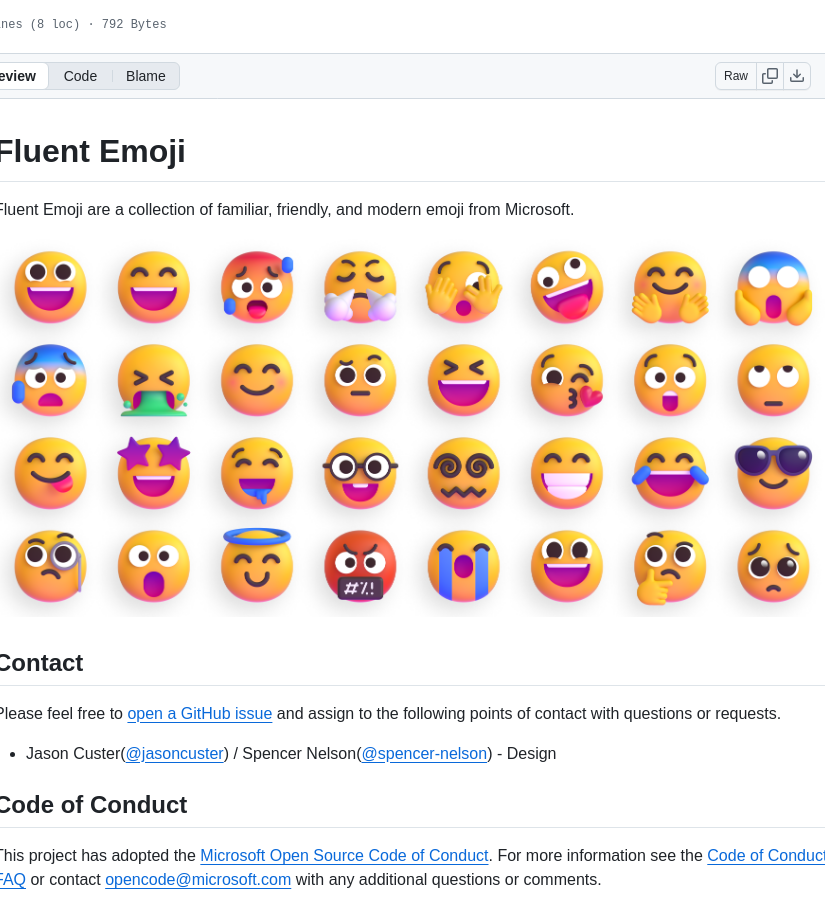 nes (8 loc) · 792 Bytes
eview Code Blame Raw
Fluent Emoji
Fluent Emoji are a collection of familiar, friendly, and modern emoji from Microsoft.
#%!
Contact
Please feel free to open a GitHub issue and assign to the following points of contact with questions or requests.
• Jason Custer(@jasoncuster) / Spencer Nelson(@spencer-nelson) - Design
Code of Conduct
This project has adopted the Microsoft Open Source Code of Conduct. For more information see the Code of Conduct
FAQ or contact opencode@microsoft.com with any additional questions or comments.